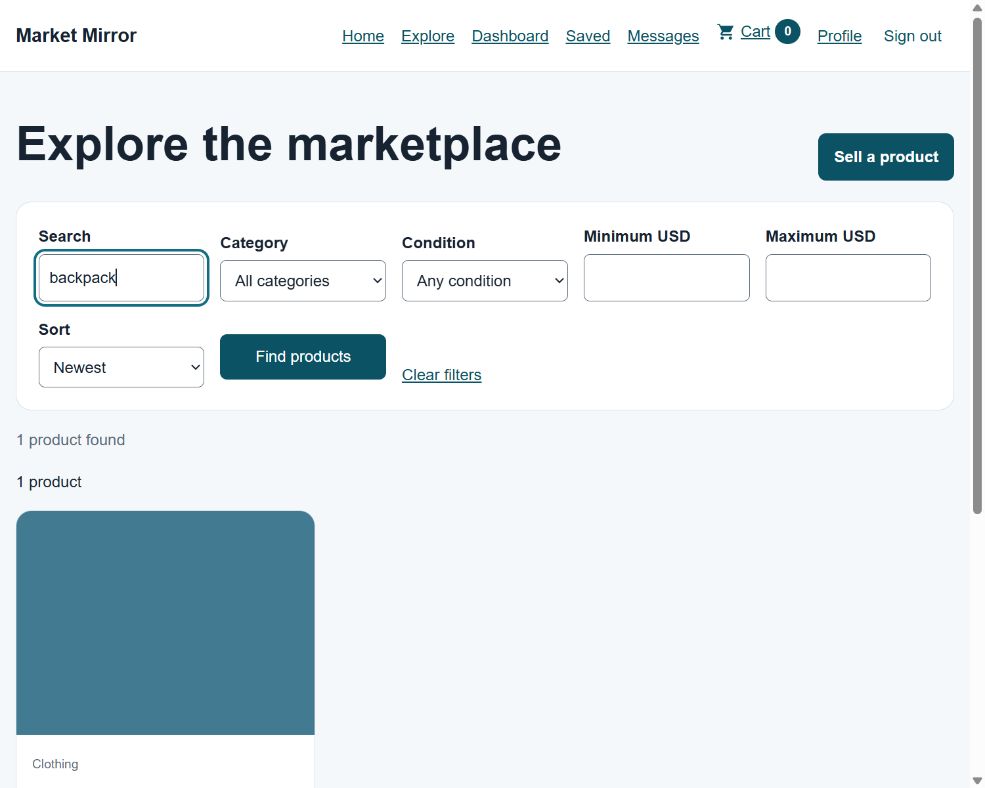 Market Mirror
Home Explore Dashboard Saved Messages Cart 0 Profile Sign out
Explore the marketplace
Sell a product
Search Category Condition Minimum USD Maximum USD
backpack All categories Any condition
Sort
Newest Find products Clear filters
1 product found
1 product
Clothing